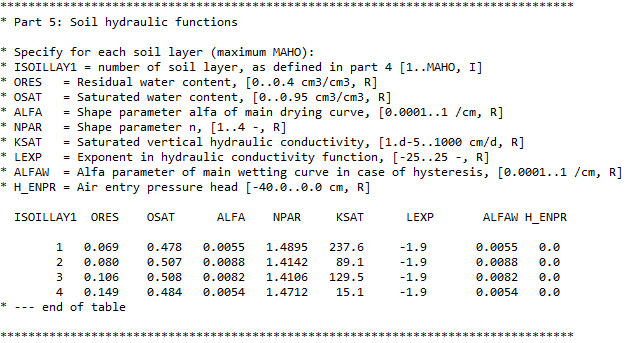 **********************************************************************************
* Part 5: Soil hydraulic functions
* Specify for each soil layer (maximum MAHO):
* ISOILLAY1 = number of soil layer, as defined in part 4 [1..MAHO, I]
* ORES   = Residual water content, [0..0.4 cm3/cm3, R]
* OSAT   = Saturated water content, [0..0.95 cm3/cm3, R]
* ALFA   = Shape parameter alfa of main drying curve, [0.0001..1 /cm, R]
* NPAR   = Shape parameter n, [1..4 -, R]
* KSAT   = Saturated vertical hydraulic conductivity, [1.d-5..1000 cm/d, R]
* LEXP   = Exponent in hydraulic conductivity function, [-25..25 -, R]
* ALFAW  = Alfa parameter of main wetting curve in case of hysteresis, [0.0001..1 /cm, R]
* H_ENPR = Air entry pressure head [-40.0..0.0 cm, R]
  ISOILLAY1  ORES    OSAT      ALFA    NPAR     KSAT      LEXP       ALFAW H_ENPR
        1   0.069   0.478   0.0055   1.4895   237.6     -1.9        0.0055  0.0
        2   0.080   0.507   0.0088   1.4142    89.1     -1.9        0.0088  0.0
        3   0.106   0.508   0.0082   1.4106   129.5     -1.9        0.0082  0.0
        4   0.149   0.484   0.0054   1.4712    15.1     -1.9        0.0054  0.0
* --- end of table
**********************************************************************************